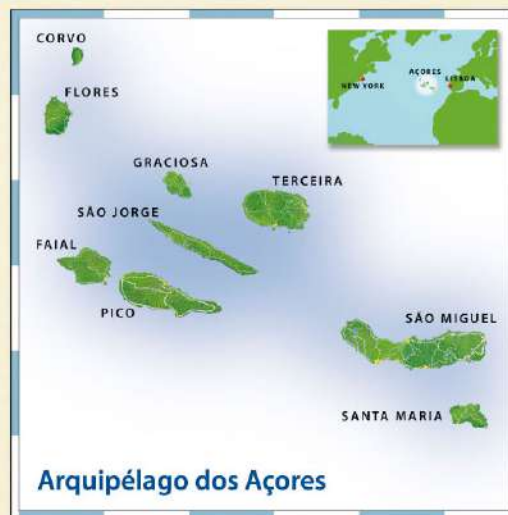 CORVO
FLORES
AÇORES
LISBOA
NEW YORK
GRACIOSA
TERCEIRA
SÃO JORGE
FAIAL
PICO
SÃO MIGUEL
SANTA MARIA
Arquipélago dos Açores